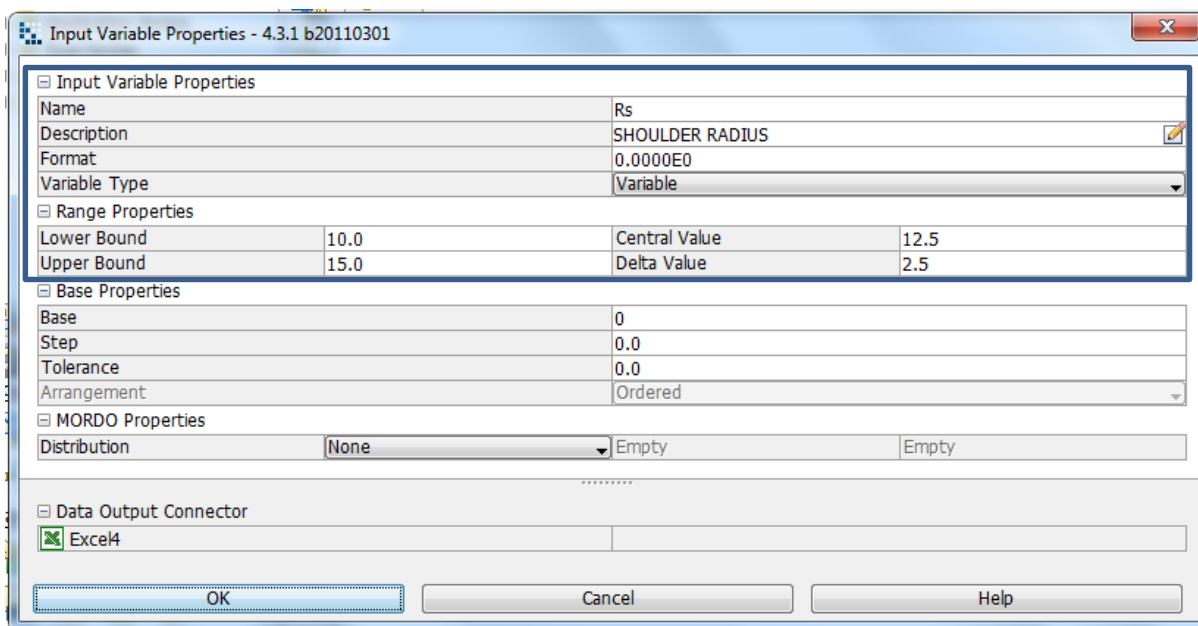 Input Variable Properties - 4.3.1 b20110301
Input Variable Properties
Name Rs
Description SHOULDER RADIUS
Format 0.0000E0
Variable Type Variable
Range Properties
Lower Bound 10.0 Central Value 12.5
Upper Bound 15.0 Delta Value 2.5
Base Properties
Base 0
Step 0.0
Tolerance 0.0
Arrangement Ordered
MORDO Properties
Distribution None Empty Empty
Data Output Connector
Excel4
OK Cancel Help